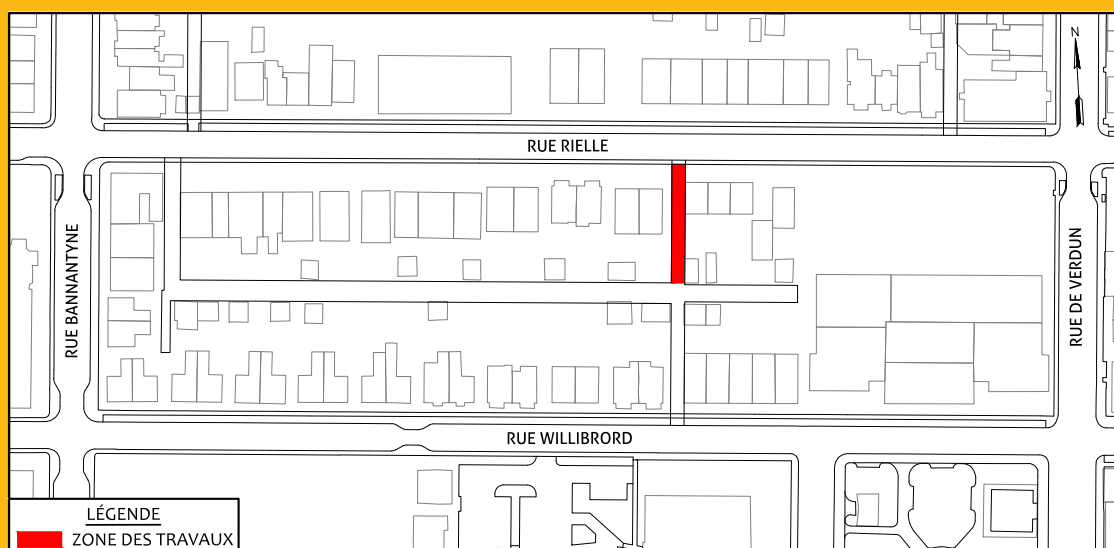 N
RUE RIELLE
RUE BANNANTYNE
RUE DE VERDUN
RUE WILLIBRORD
LÉGENDE
ZONE DES TRAVAUX